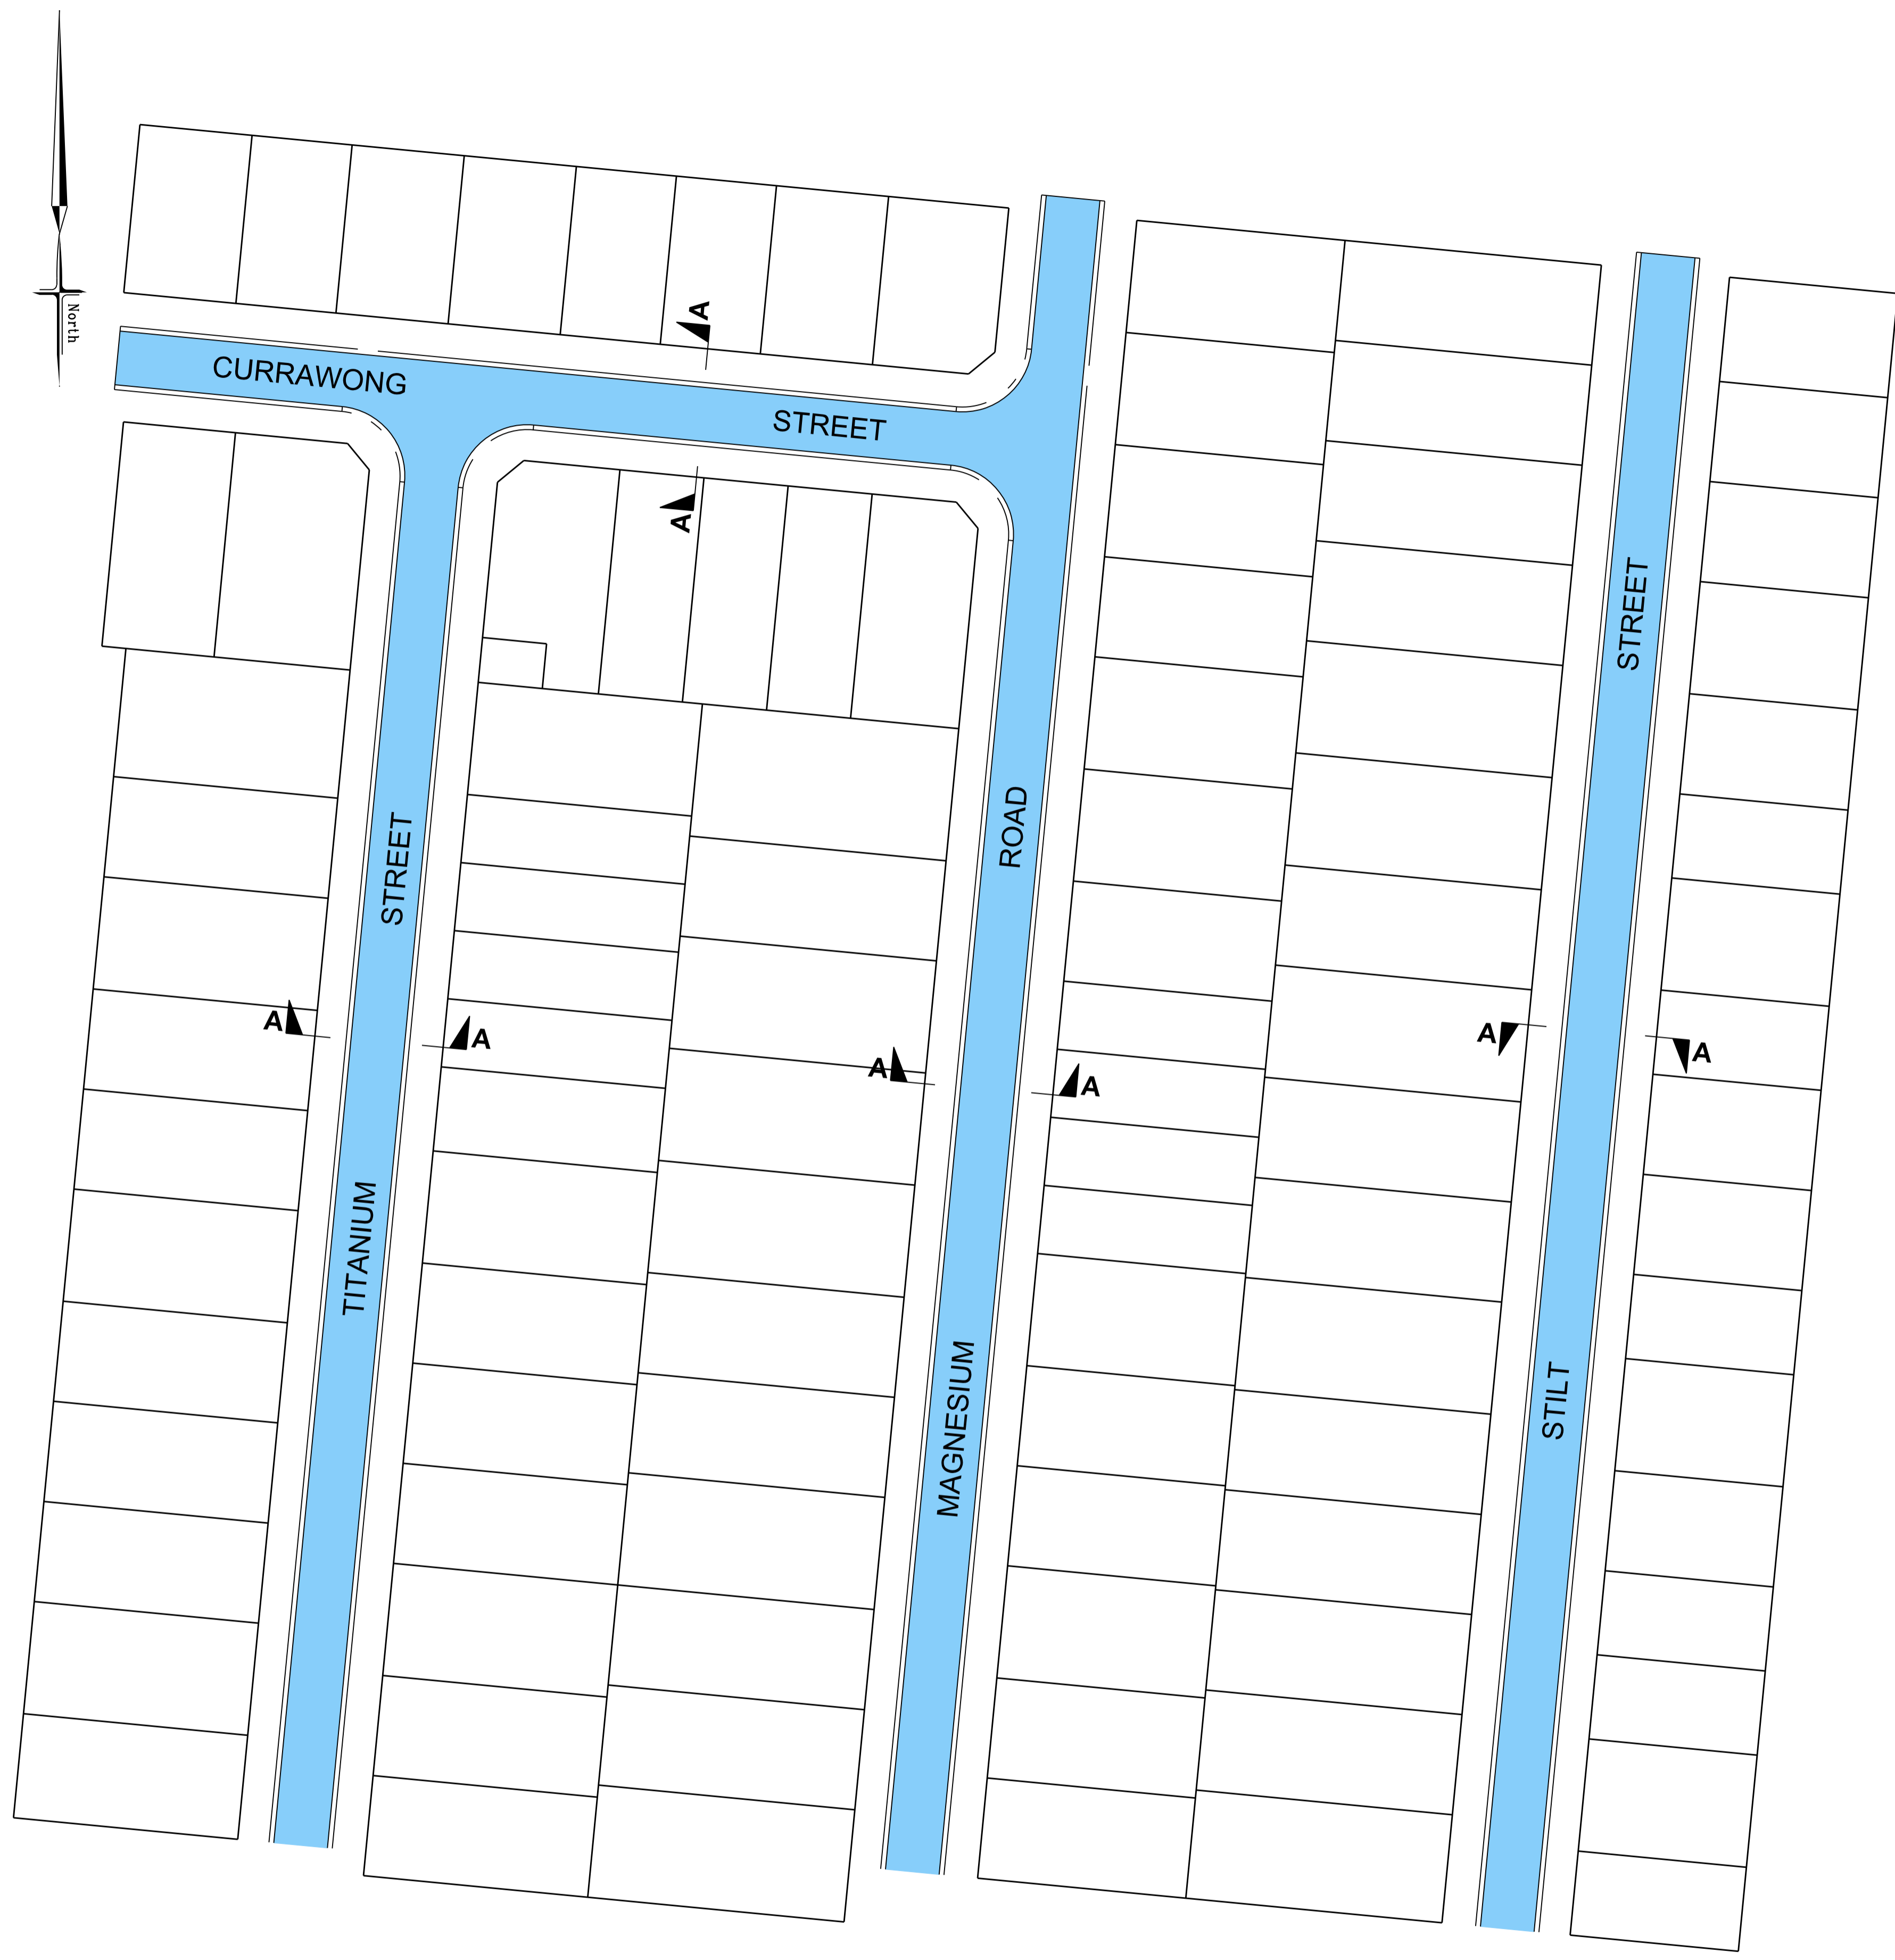 North
A
CURRAWONG STREET
A
STREET
STREET
ROAD
A
A
A
A
A
A
TITANIUM
MAGNESIUM
STILT